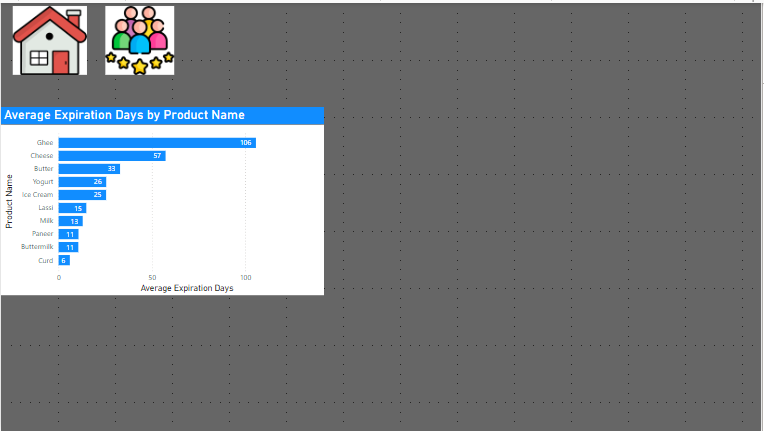 Average Expiration Days by Product Name
Product Name
Ghee 106
Cheese 57
Butter 33
Yogurt 26
Ice Cream 25
Lassi 15
Milk 13
Paneer 11
Buttermilk 11
Curd 6
0 50 100
Average Expiration Days